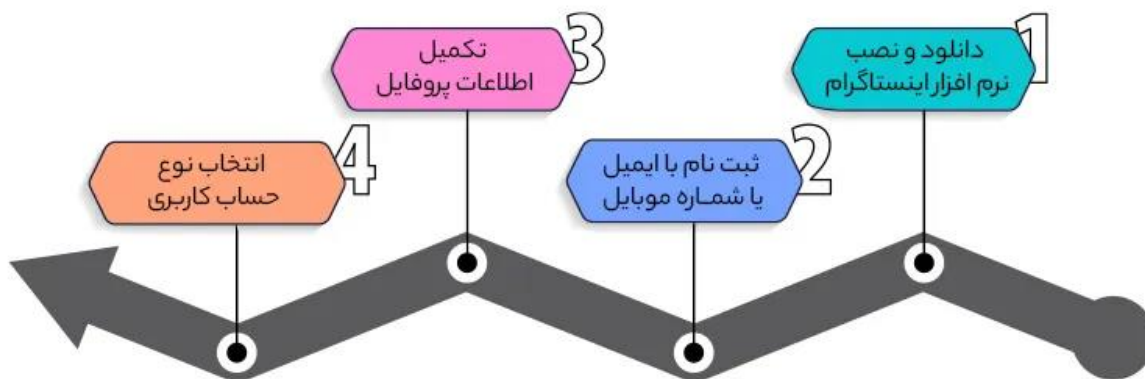 1
دانلود و نصب
نرم افزار اینستاگرام
2
ثبت نام با ایمیل
یا شمــاره موبایل
3
تکمیل
اطلاعات پروفایل
4
انتخاب نوع
حساب کاربری